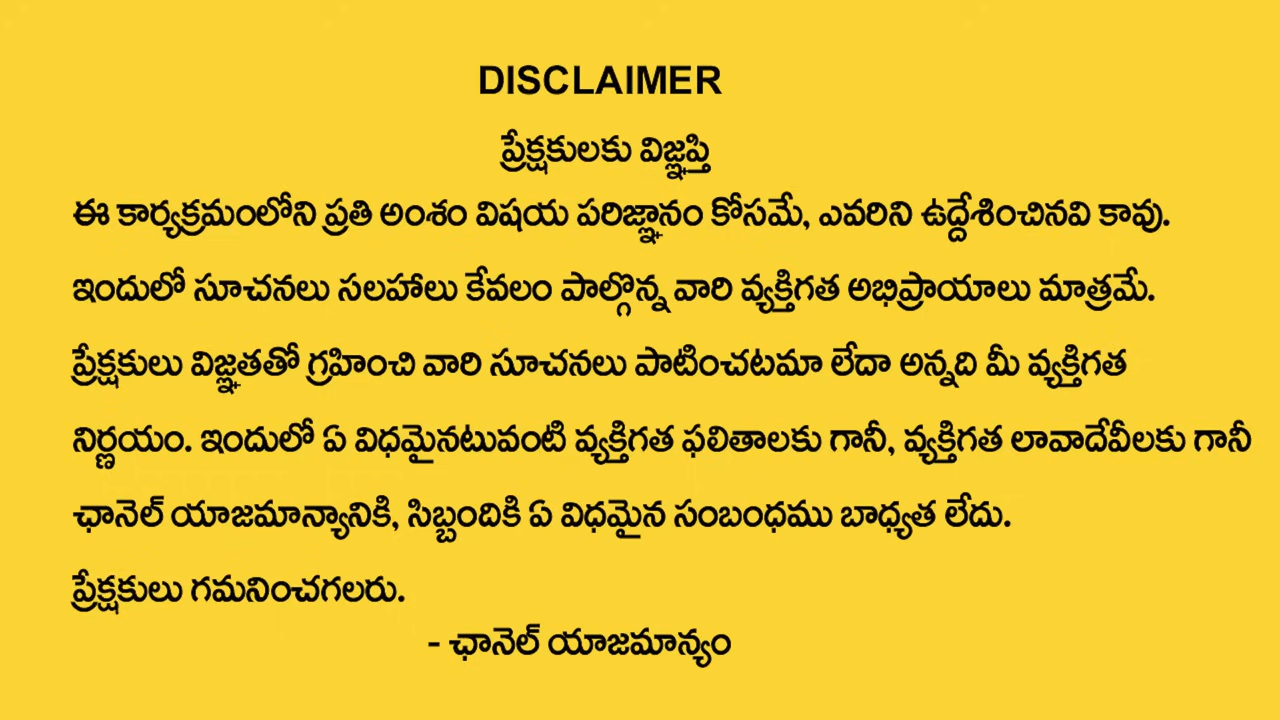 DISCLAIMER
ప్రేక్షకులకు విజ్ఞప్తి
ఈ కార్యక్రమంలోని ప్రతి అంశం విషయ పరిజ్ఞానం కోసమే, ఎవరిని ఉద్దేశించినవి కావు.
ఇందులో సూచనలు సలహాలు కేవలం పాల్గొన్న వారి వ్యక్తిగత అభిప్రాయాలు మాత్రమే.
ప్రేక్షకులు విజ్ఞతతో గ్రహించి వారి సూచనలు పాటించటమా లేదా అన్నది మీ వ్యక్తిగత
నిర్ణయం. ఇందులో ఏ విధమైనటువంటి వ్యక్తిగత ఫలితాలకు గానీ, వ్యక్తిగత లావాదేవీలకు గానీ
ఛానెల్ యాజమాన్యానికి, సిబ్బందికి ఏ విధమైన సంబంధము బాధ్యత లేదు.
ప్రేక్షకులు గమనించగలరు.
- ఛానెల్ యాజమాన్యం